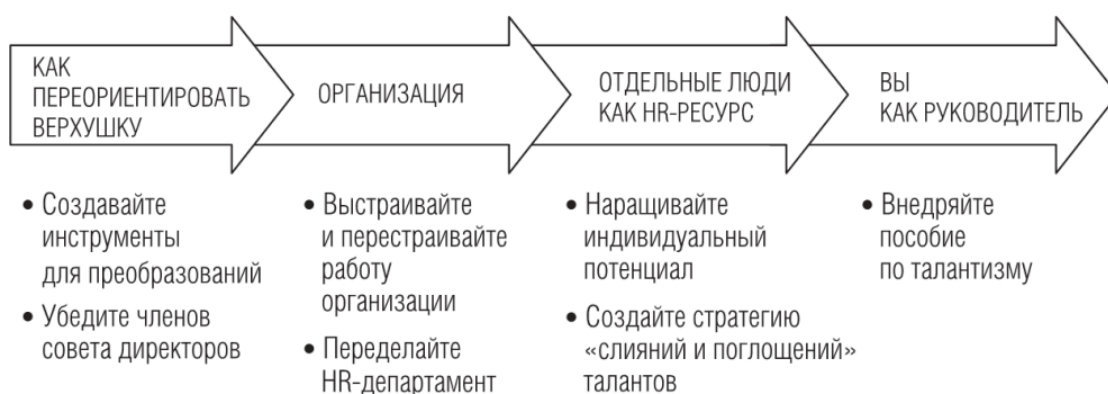 КАК
ПЕРЕОРИЕНТИРОВАТЬ
ВЕРХУШКУ
ОРГАНИЗАЦИЯ
ОТДЕЛЬНЫЕ ЛЮДИ
КАК HR-РЕСУРС
ВЫ
КАК РУКОВОДИТЕЛЬ
• Создавайте
инструменты
для преобразований
• Убедите членов
совета директоров
• Выстраивайте
и перестраивайте
работу
организации
• Переделайте
HR-департамент
• Наращивайте
индивидуальный
потенциал
• Создайте стратегию
«слияний и поглощений»
талантов
• Внедряйте
пособие
по талантизму